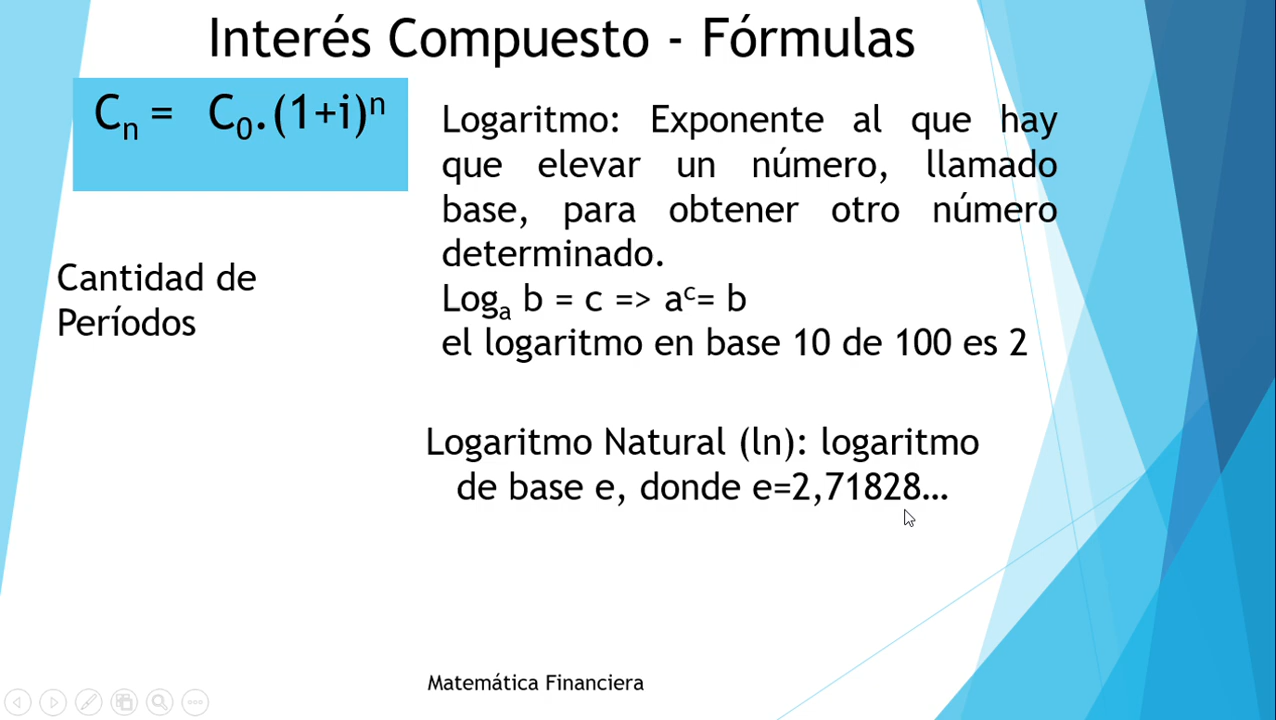 Interés Compuesto - Fórmulas
Cn = C0.(1+i)^n
Logaritmo: Exponente al que hay
que elevar un número, llamado
base, para obtener otro número
determinado.
Loga b = c => a^c= b
el logaritmo en base 10 de 100 es 2
Cantidad de
Períodos
Logaritmo Natural (ln): logaritmo
de base e, donde e=2,71828…
Matemática Financiera